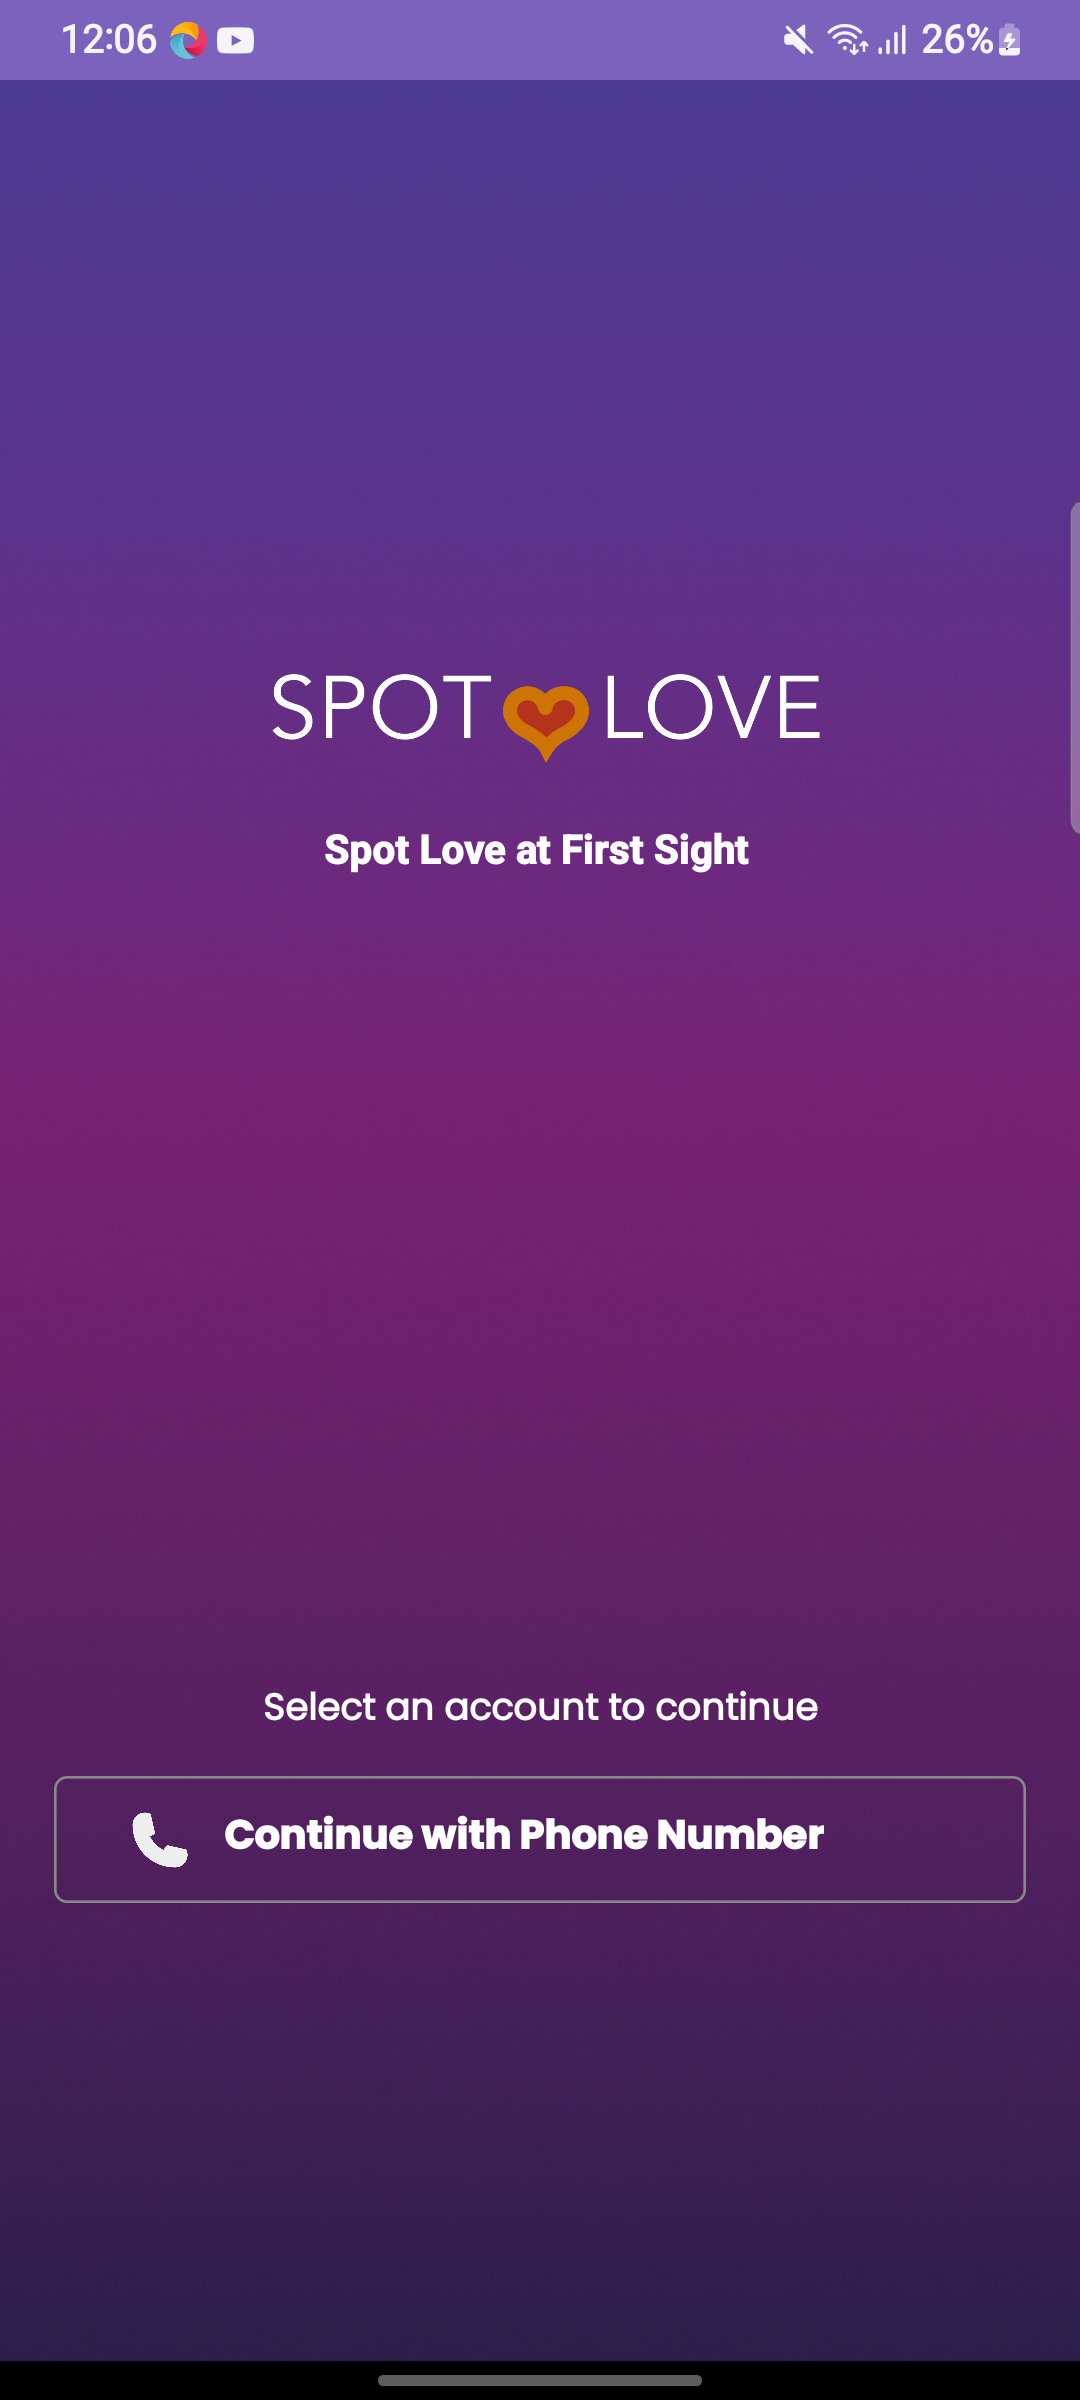 12:06
26%
SPOT LOVE
Spot Love at First Sight
Select an account to continue
Continue with Phone Number